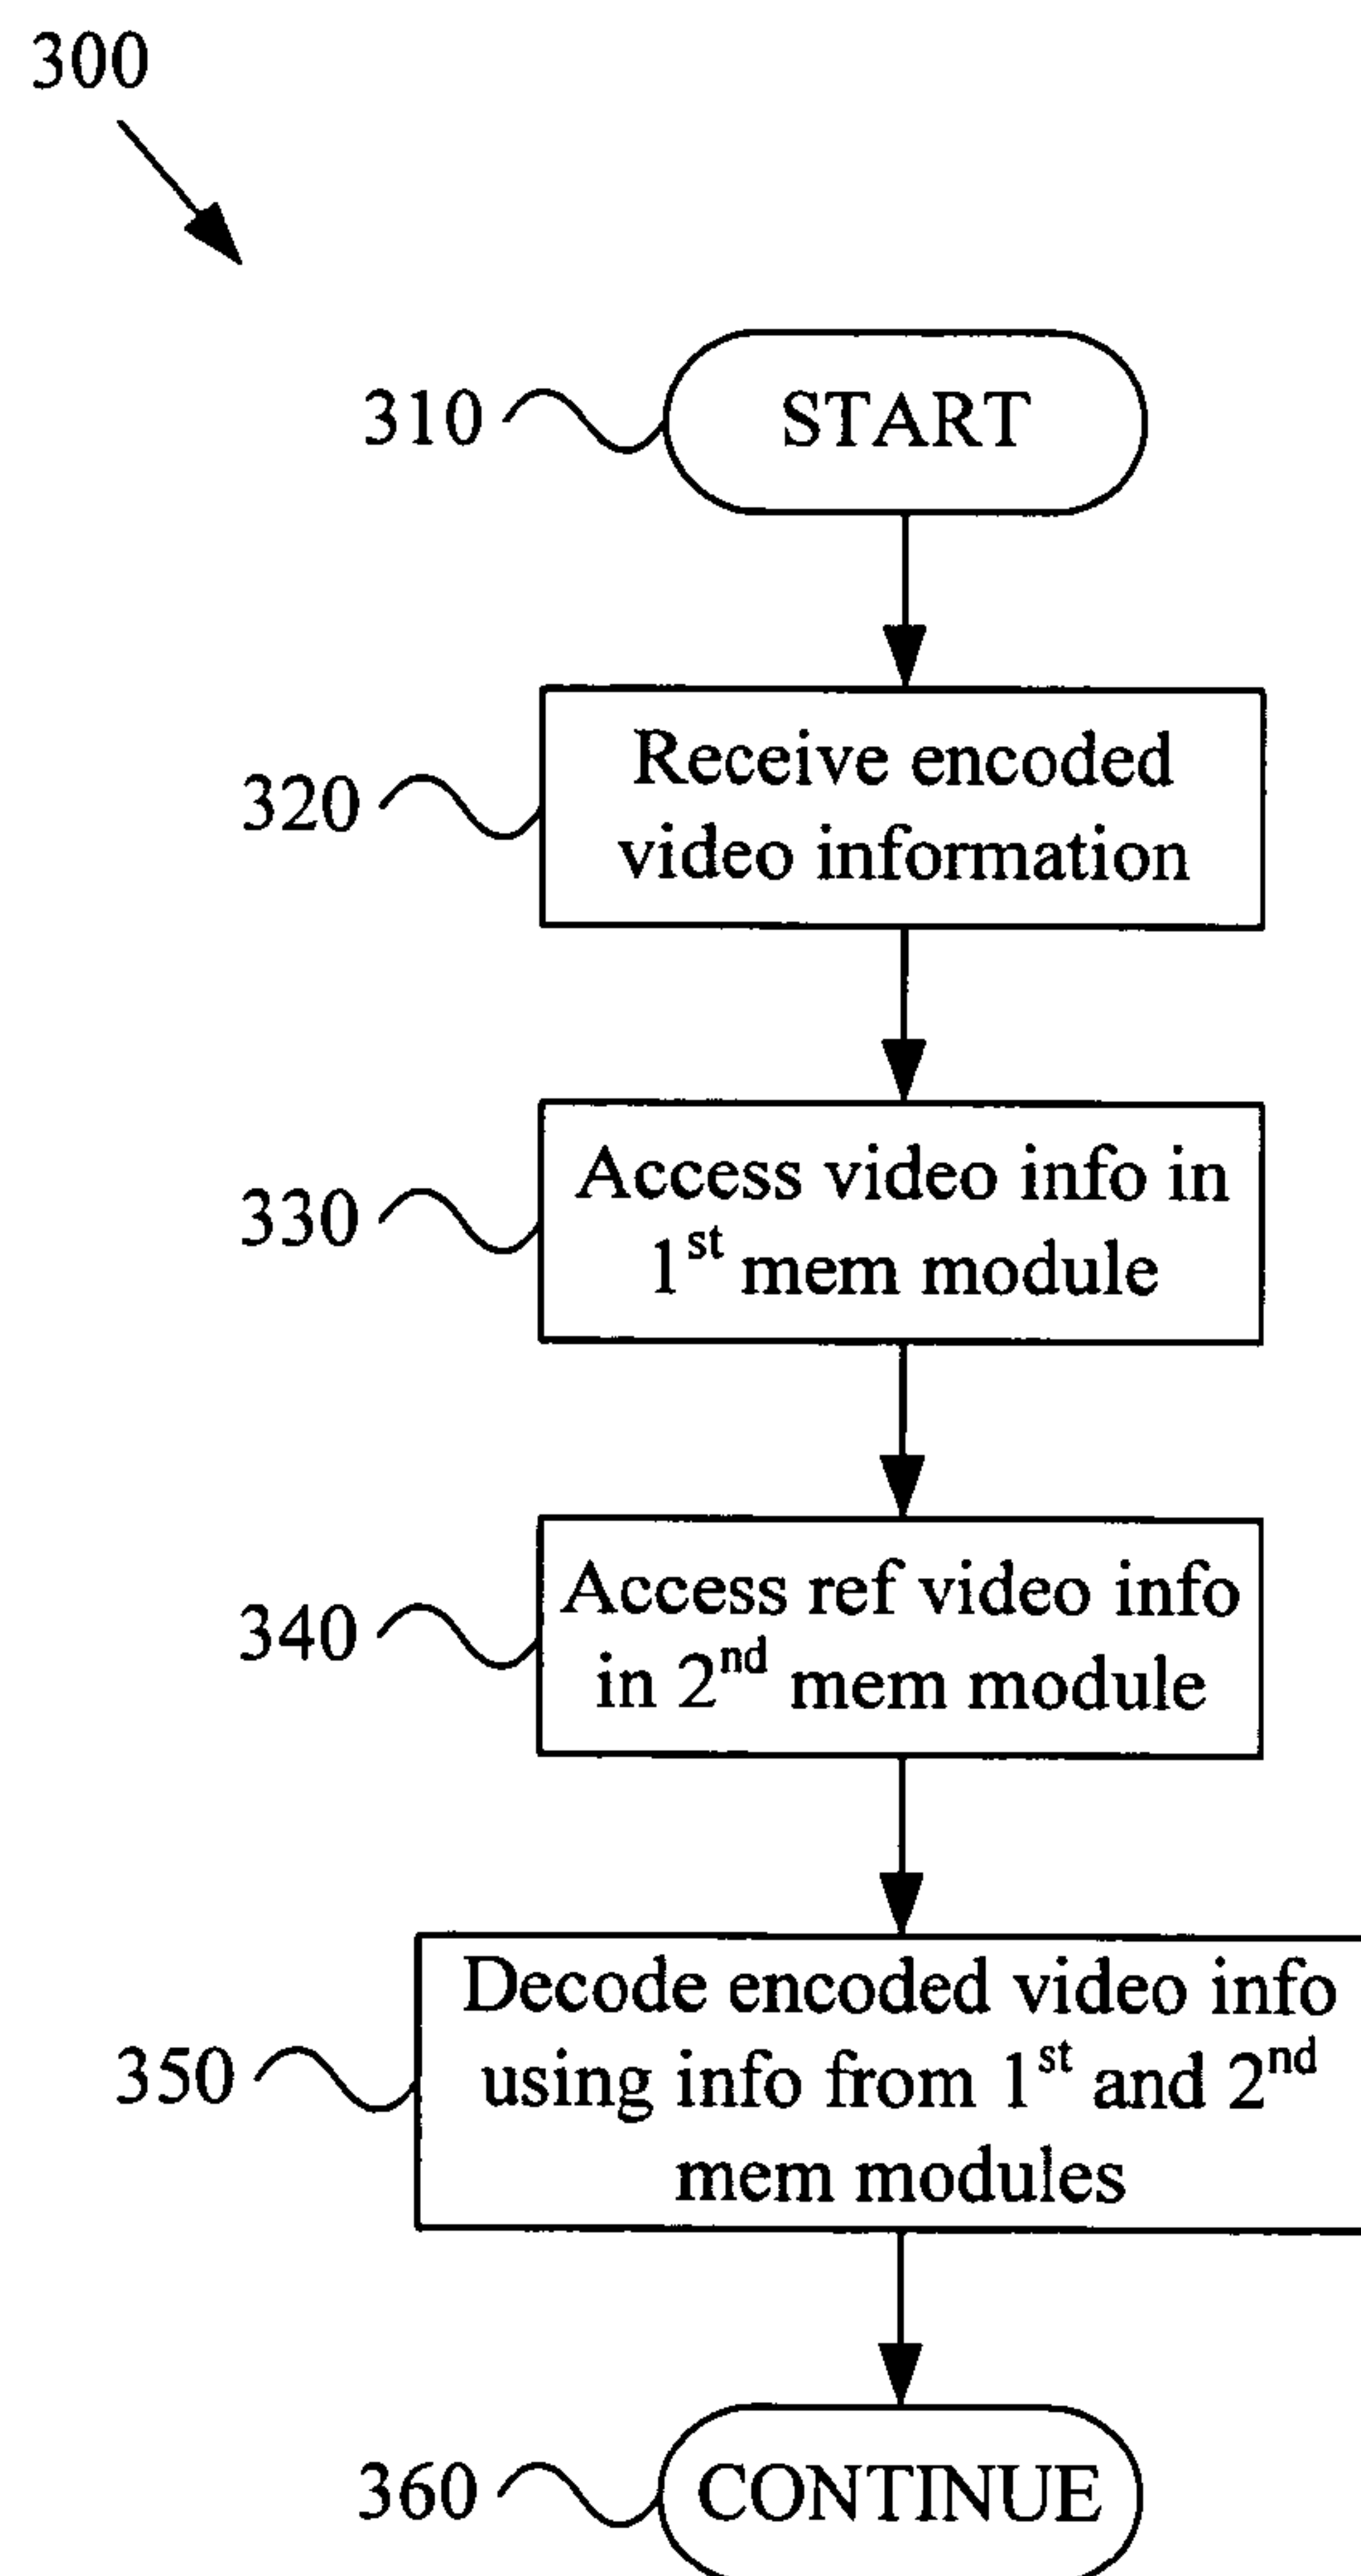 300
310
START
320
Receive encoded
video information
330
Access video info in
1st mem module
340
Access ref video info
in 2nd mem module
350
Decode encoded video info
using info from 1st and 2nd
mem modules
360
CONTINUE